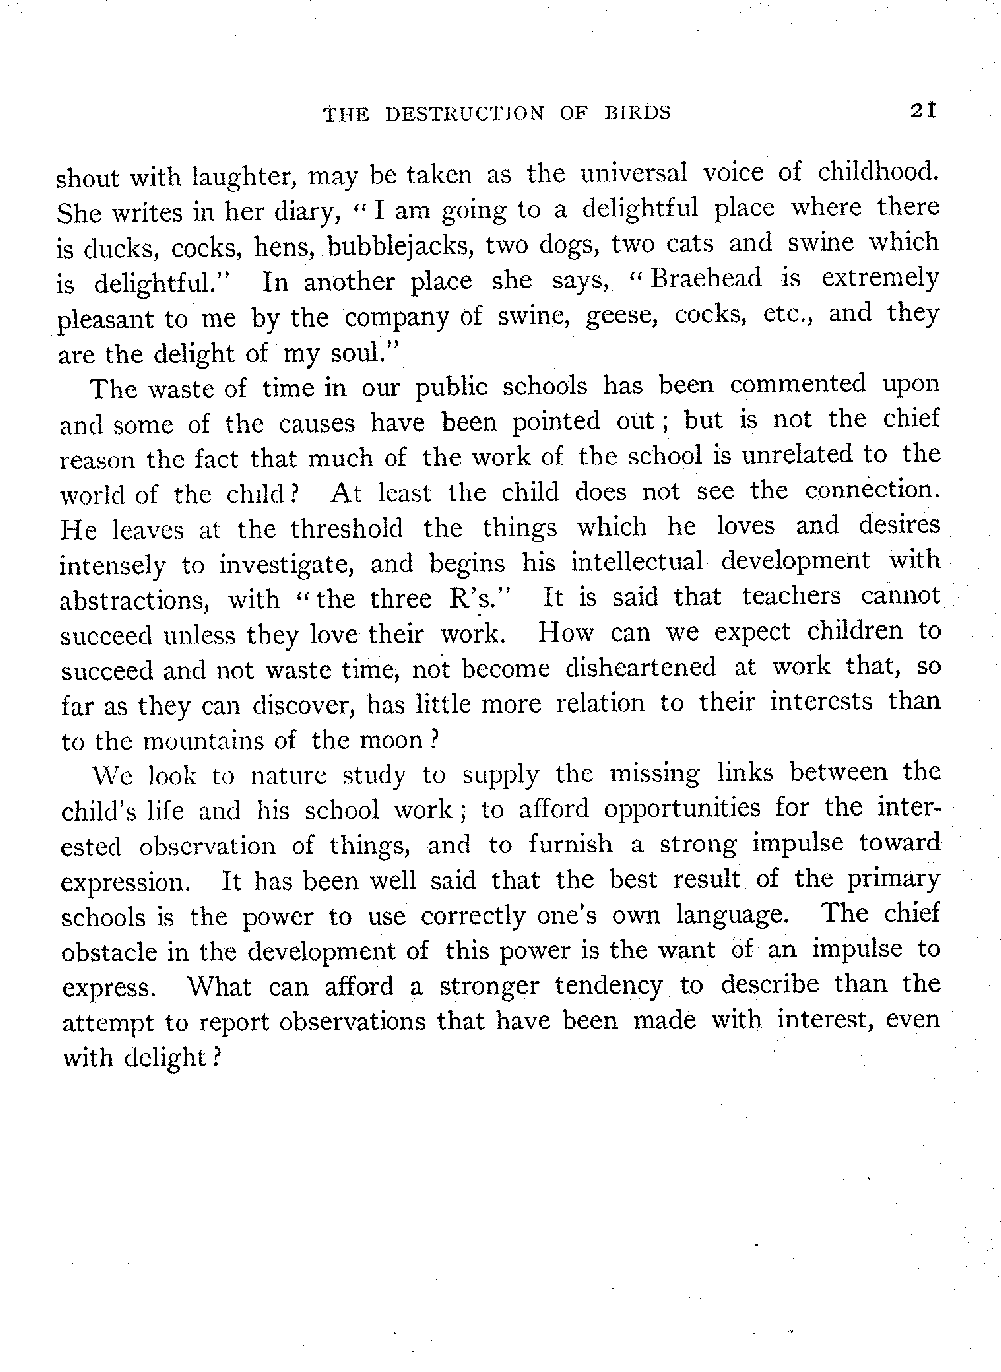 THE DESTRUCTION OF BIRDS 21
shout with laughter, may be taken as the universal voice of childhood.
She writes in her diary, “ I am going to a delightful place where there
is ducks, cocks, hens, bubblejacks, two dogs, two cats and swine which
is delightful.” In another place she says, “ Braehead is extremely
pleasant to me by the company of swine, geese, cocks, etc., and they
are the delight of my soul.”
The waste of time in our public schools has been commented upon
and some of the causes have been pointed out ; but is not the chief
reason the fact that much of the work of the school is unrelated to the
world of the child ? At least the child does not see the connection.
He leaves at the threshold the things which he loves and desires
intensely to investigate, and begins his intellectual development with
abstractions, with “ the three R’s.” It is said that teachers cannot
succeed unless they love their work. How can we expect children to
succeed and not waste time, not become disheartened at work that, so
far as they can discover, has little more relation to their interests than
to the mountains of the moon ?
We look to nature study to supply the missing links between the
child’s life and his school work ; to afford opportunities for the inter-
ested observation of things, and to furnish a strong impulse toward
expression. It has been well said that the best result of the primary
schools is the power to use correctly one’s own language. The chief
obstacle in the development of this power is the want of an impulse to
express. What can afford a stronger tendency to describe than the
attempt to report observations that have been made with interest, even
with delight ?